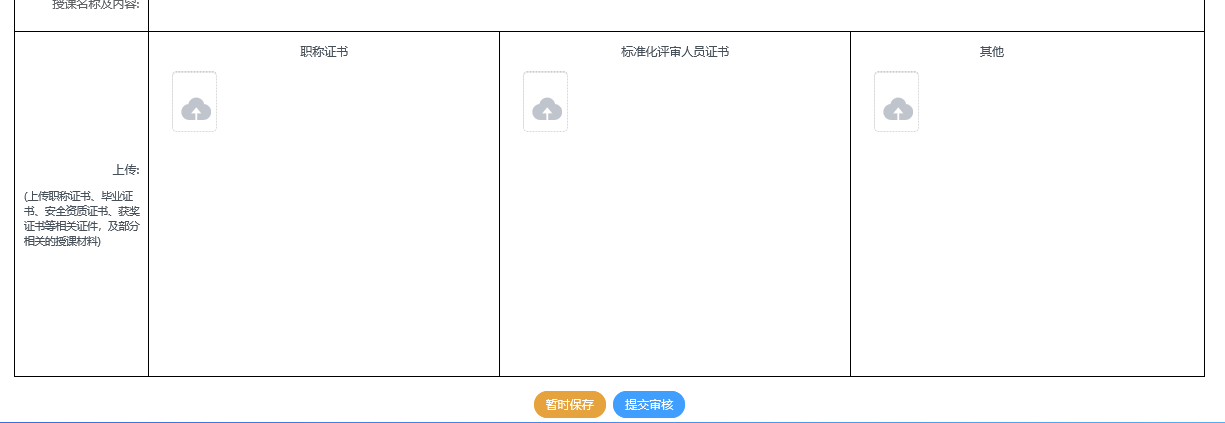 授课名称及内容:
职称证书
标准化评审人员证书
其他
上传:
(上传职称证书、毕业证
书、安全资质证书、获奖
证书等相关证件，及部分
相关的授课材料)
暂时保存
提交审核